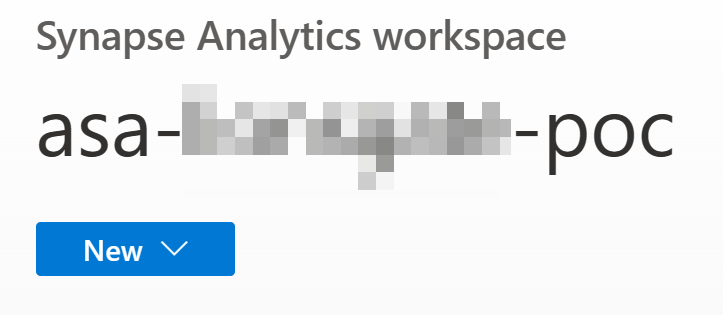 Synapse Analytics workspace
asa- -poc
New